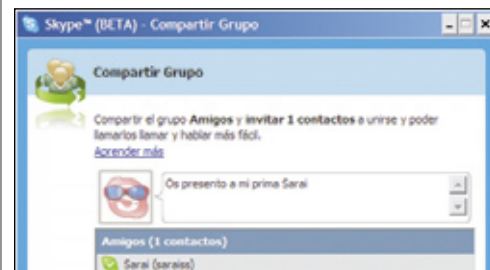 Skype™ (BETA) - Compartir Grupo
Compartir Grupo
Compartir el grupo Amigos y invitar 1 contactos a unirse y poder
llamarlos llamar y hablar más fácil.
Aprender más
Os presento a mi prima Sarai
Amigos (1 contactos)
Sarai (saraiss)